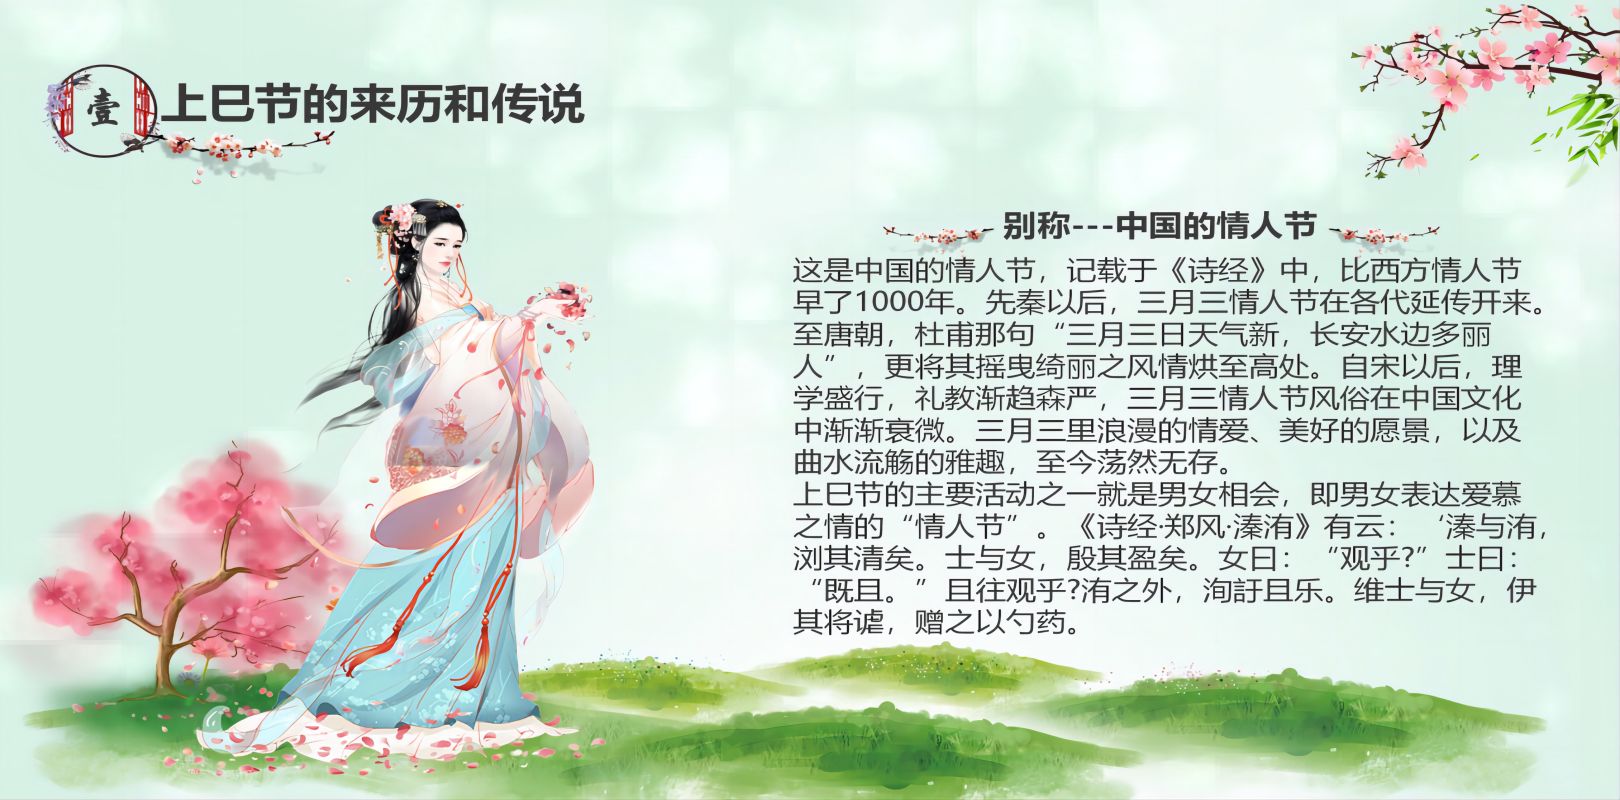 壹
上巳节的来历和传说
别称---中国的情人节
这是中国的情人节，记载于《诗经》中，比西方情人节
早了1000年。先秦以后，三月三情人节在各代延传开来。
至唐朝，杜甫那句“三月三日天气新，长安水边多丽
人”，更将其摇曳绮丽之风情烘至高处。自宋以后，理
学盛行，礼教渐趋森严，三月三情人节风俗在中国文化
中渐渐衰微。三月三里浪漫的情爱、美好的愿景，以及
曲水流觞的雅趣，至今荡然无存。
上巳节的主要活动之一就是男女相会，即男女表达爱慕
之情的“情人节”。《诗经·郑风·溱洧》有云：‘溱与洧，
浏其清矣。士与女，殷其盈矣。女曰：“观乎?”士曰：
“既且。”且往观乎?洧之外，洵訏且乐。维士与女，伊
其将谑，赠之以勺药。